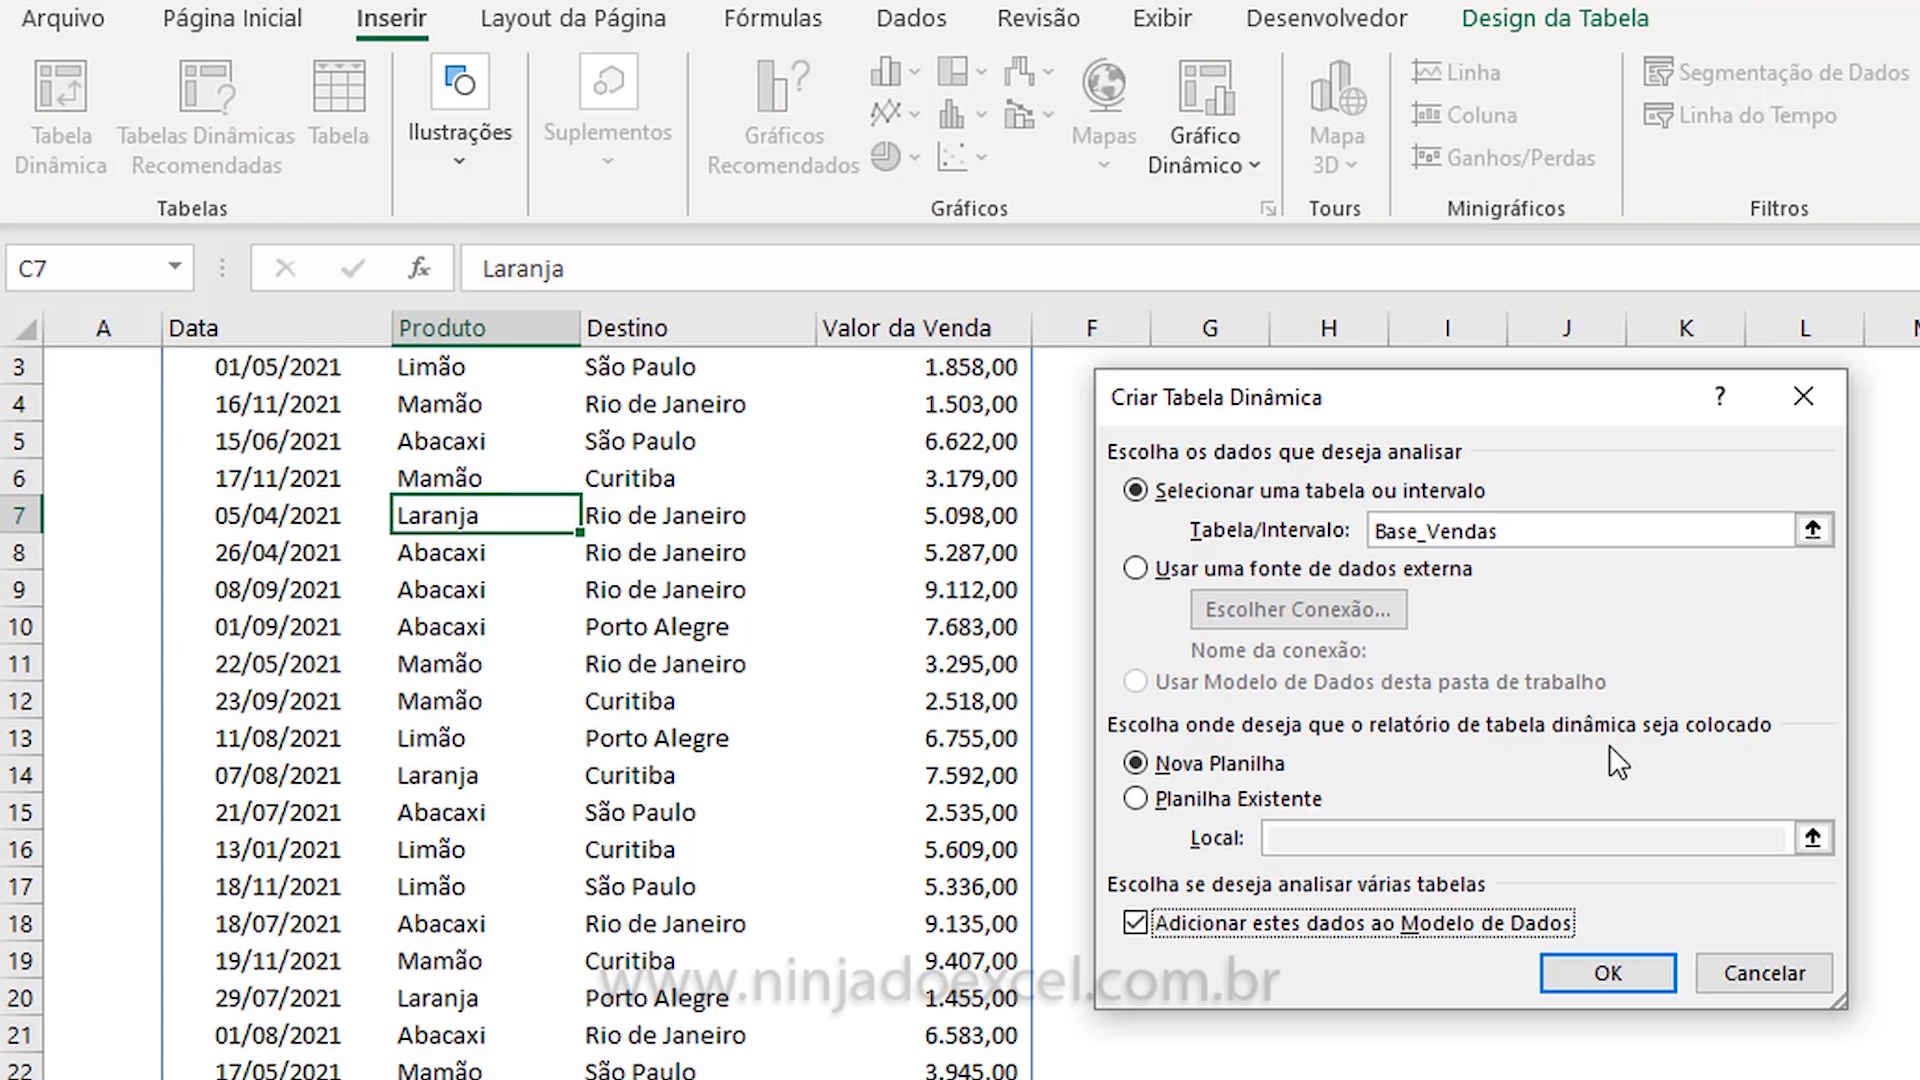 Arquivo Página Inicial Inserir Layout da Página Fórmulas Dados Revisão Exibir Desenvolvedor Design da Tabela
Tabela Dinâmica
Tabelas Dinâmicas Recomendadas
Tabela
Tabelas
Ilustrações
Suplementos
Gráficos Recomendados
Mapas
Gráfico Dinâmico
Gráficos
Mapa 3D
Tours
Linha
Coluna
Ganhos/Perdas
Minigráficos
Segmentação de Dados
Linha do Tempo
Filtros
C7 fx Laranja
A Data Produto Destino Valor da Venda F G H I J K L
3 01/05/2021 Limão São Paulo 1.858,00
4 16/11/2021 Mamão Rio de Janeiro 1.503,00
5 15/06/2021 Abacaxi São Paulo 6.622,00
6 17/11/2021 Mamão Curitiba 3.179,00
7 05/04/2021 Laranja Rio de Janeiro 5.098,00
8 26/04/2021 Abacaxi Rio de Janeiro 5.287,00
9 08/09/2021 Abacaxi Rio de Janeiro 9.112,00
10 01/09/2021 Abacaxi Porto Alegre 7.683,00
11 22/05/2021 Mamão Rio de Janeiro 3.295,00
12 23/09/2021 Mamão Curitiba 2.518,00
13 11/08/2021 Limão Porto Alegre 6.755,00
14 07/08/2021 Laranja Curitiba 7.592,00
15 21/07/2021 Abacaxi São Paulo 2.535,00
16 13/01/2021 Limão Curitiba 5.609,00
17 18/11/2021 Limão São Paulo 5.336,00
18 18/07/2021 Abacaxi Rio de Janeiro 9.135,00
19 19/11/2021 Mamão Curitiba 9.407,00
20 29/07/2021 Laranja Porto Alegre 1.455,00
21 01/08/2021 Abacaxi Rio de Janeiro 6.583,00
22 17/05/2021 Mamão São Paulo 3.945,00
Criar Tabela Dinâmica ?
Escolha os dados que deseja analisar
Selecionar uma tabela ou intervalo
Tabela/Intervalo: Base_Vendas
Usar uma fonte de dados externa
Escolher Conexão...
Nome da conexão:
Usar Modelo de Dados desta pasta de trabalho
Escolha onde deseja que o relatório de tabela dinâmica seja colocado
Nova Planilha
Planilha Existente
Local:
Escolha se deseja analisar várias tabelas
Adicionar estes dados ao Modelo de Dados
OK Cancelar
www.ninjadoexcel.com.br